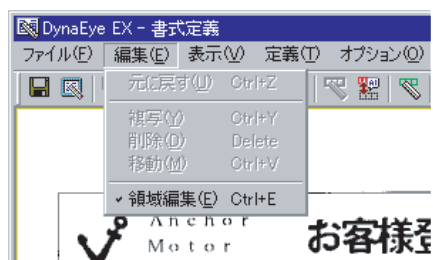 DynaEye EX - 書式定義
ファイル(F) 編集(E) 表示(V) 定義(T) オプション(O)
元に戻す(U) Ctrl+Z
複写(Y) Ctrl+Y
削除(D) Delete
移動(M) Ctrl+V
✓ 領域編集(E) Ctrl+E
Anchor
Motor
お客様登